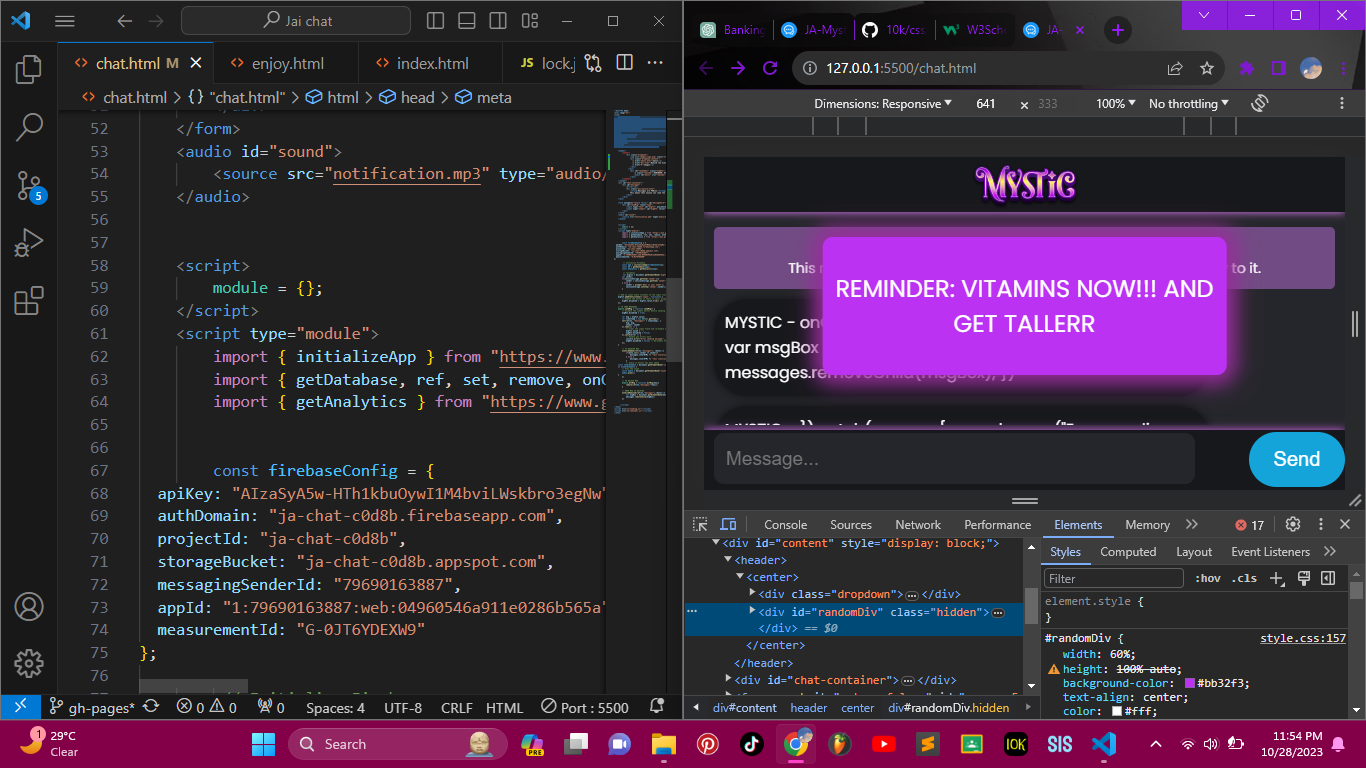 Jai chat
chat.html M
enjoy.html
index.html
JS lock.j
chat.html > {} "chat.html" > html > head > meta
52 </form>
53 <audio id="sound">
54 <source src="notification.mp3" type="audio/
55 </audio>
56
57
58 <script>
59 module = {};
60 </script>
61 <script type="module">
62 import { initializeApp } from "https://www.
63 import { getDatabase, ref, set, remove, onC
64 import { getAnalytics } from "https://www.g
65
66
67 const firebaseConfig = {
68 apiKey: "AIzaSyA5w-HTh1kbuOywI1M4bviLWskbro3egNw"
69 authDomain: "ja-chat-c0d8b.firebaseapp.com",
70 projectId: "ja-chat-c0d8b",
71 storageBucket: "ja-chat-c0d8b.appspot.com",
72 messagingSenderId: "79690163887",
73 appId: "1:79690163887:web:04960546a911e0286b565a"
74 measurementId: "G-0JT6YDEXW9"
75 };
76
5
gh-pages* 0 0 0 Spaces: 4 UTF-8 CRLF HTML Port : 5500
Banking
JA-Mys
10k/css
W3Scho
JA-
127.0.0.1:5500/chat.html
Dimensions: Responsive 641 × 333 100% No throttling
MYSTiC
This
to it.
REMINDER: VITAMINS NOW!!! AND
GET TALLERR
MYSTIC - on
var msgBox
Message...
Send
Console Sources Network Performance Elements Memory 17
<div id="content" style="display: block;">
<header>
<center>
<div class="dropdown">…</div>
<div id="randomDiv" class="hidden">…
</div> == $0
</center>
</header>
<div id="chat-container">…</div>
div#content header center div#randomDiv.hidden
Styles Computed Layout Event Listeners
Filter :hov .cls
element.style {
}
#randomDiv { style.css:157
width: 60%;
height: 100% auto;
background-color: #bb32f3;
text-align: center;
color: #fff;
1
29°C
Clear
Search
PRE
IOK
SIS
11:54 PM
10/28/2023